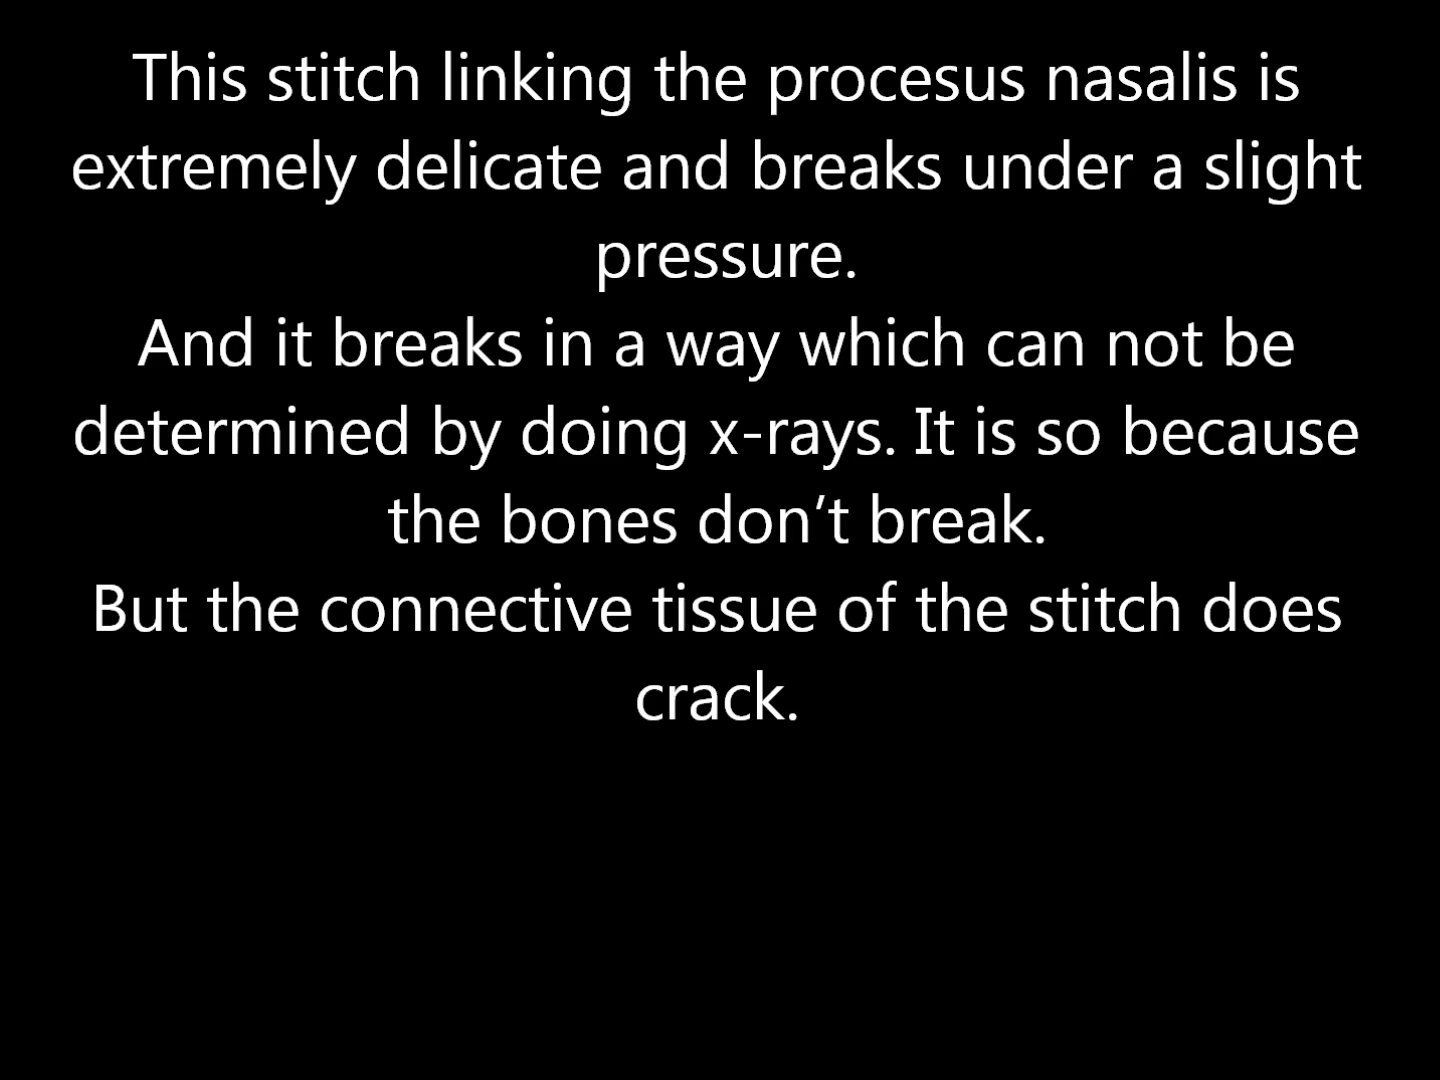 This stitch linking the procesus nasalis is
extremely delicate and breaks under a slight
pressure.
And it breaks in a way which can not be
determined by doing x-rays. It is so because
the bones don’t break.
But the connective tissue of the stitch does
crack.